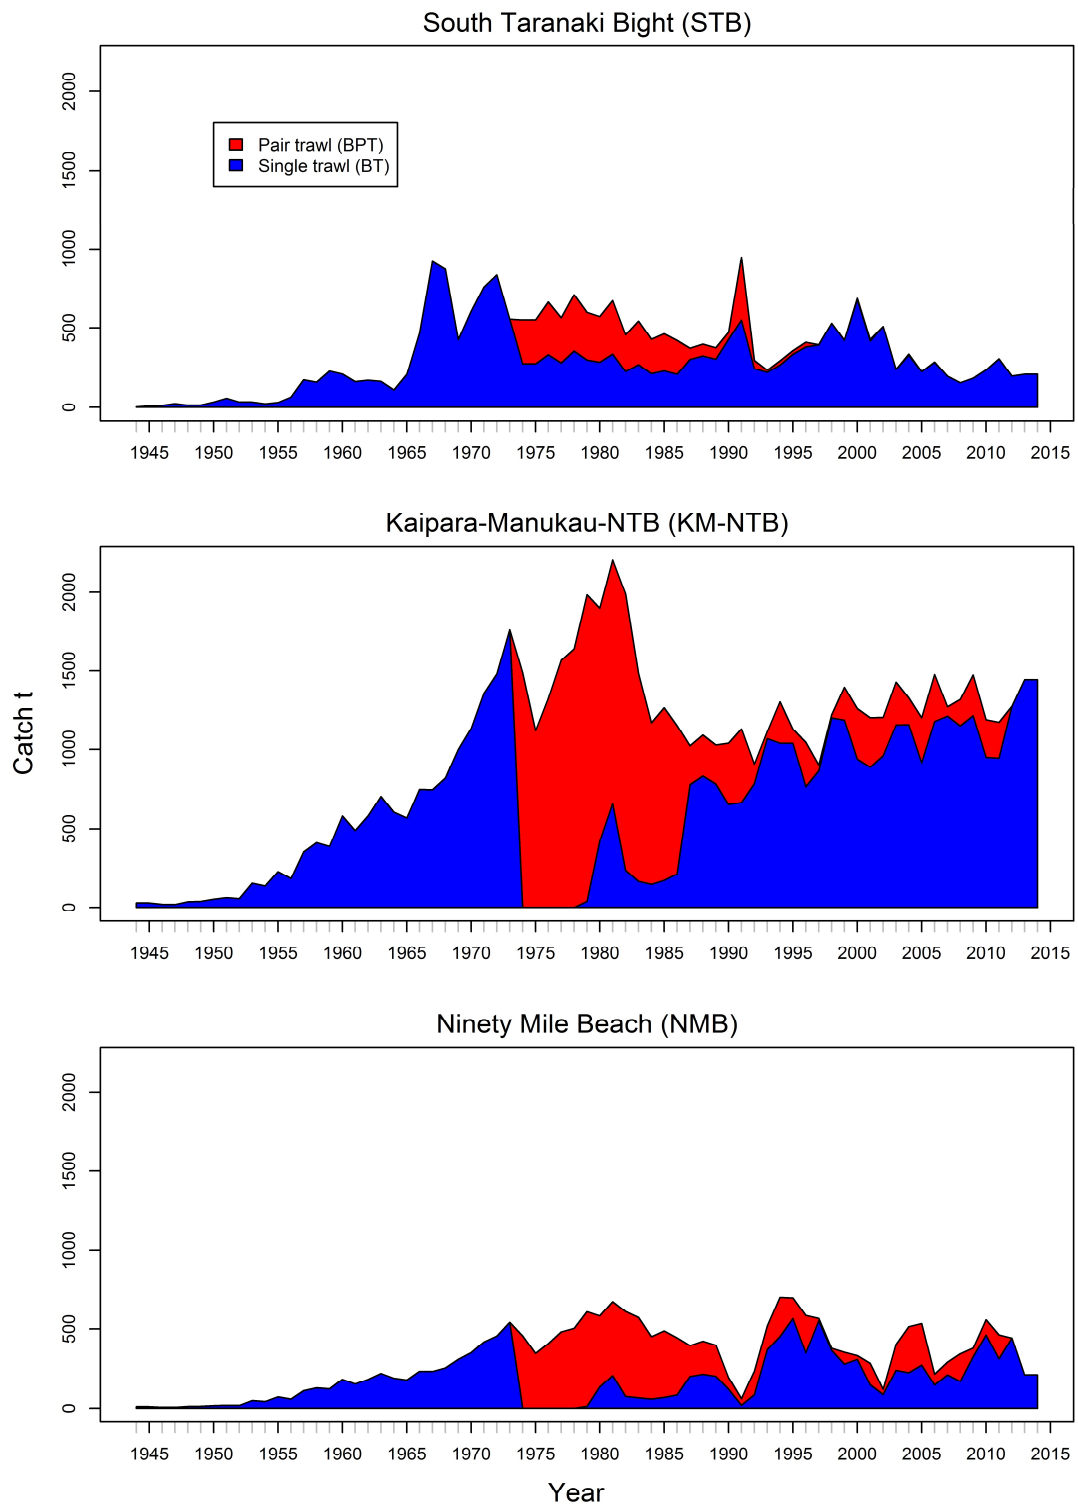 South Taranaki Bight (STB)
2000
1500
1000
500
0
Pair trawl (BPT)
Single trawl (BT)
1945 1950 1955 1960 1965 1970 1975 1980 1985 1990 1995 2000 2005 2010 2015
Kaipara-Manukau-NTB (KM-NTB)
Catch t
2000
1500
1000
500
0
1945 1950 1955 1960 1965 1970 1975 1980 1985 1990 1995 2000 2005 2010 2015
Ninety Mile Beach (NMB)
2000
1500
1000
500
0
1945 1950 1955 1960 1965 1970 1975 1980 1985 1990 1995 2000 2005 2010 2015
Year